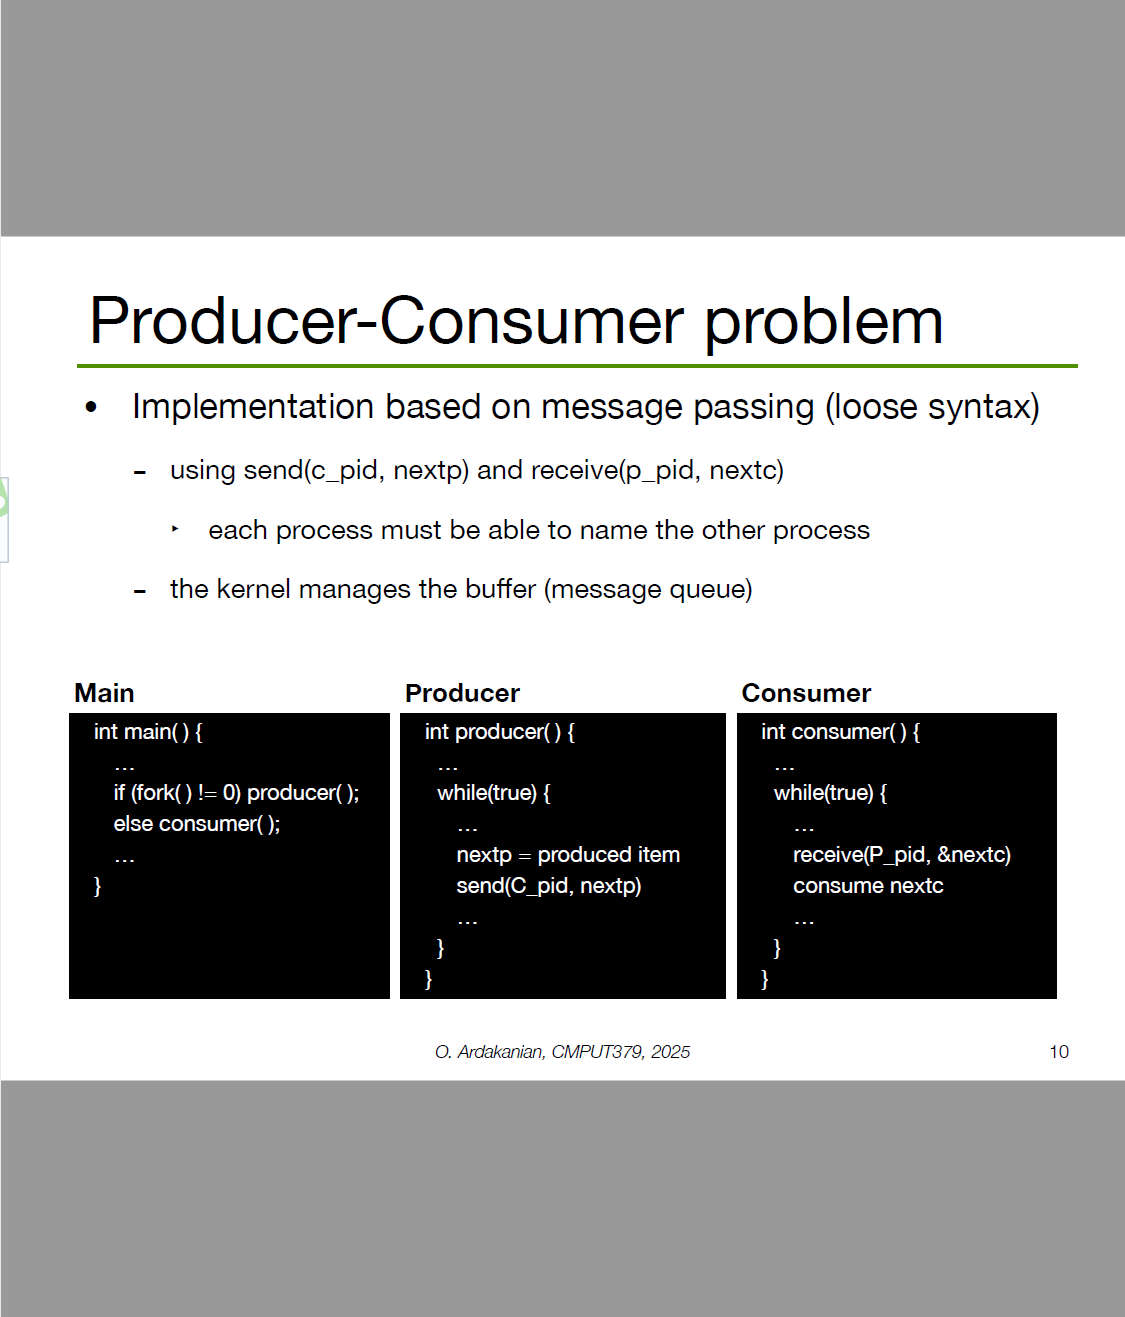 Producer-Consumer problem
• Implementation based on message passing (loose syntax)
– using send(c_pid, nextp) and receive(p_pid, nextc)
‣ each process must be able to name the other process
– the kernel manages the buffer (message queue)
Main
int main( ) {
...
if (fork( ) != 0) producer( );
else consumer( );
...
}
Producer
int producer( ) {
...
while(true) {
...
nextp = produced item
send(C_pid, nextp)
...
}
}
Consumer
int consumer( ) {
...
while(true) {
...
receive(P_pid, &nextc)
consume nextc
...
}
}
O. Ardakanian, CMPUT379, 2025
10